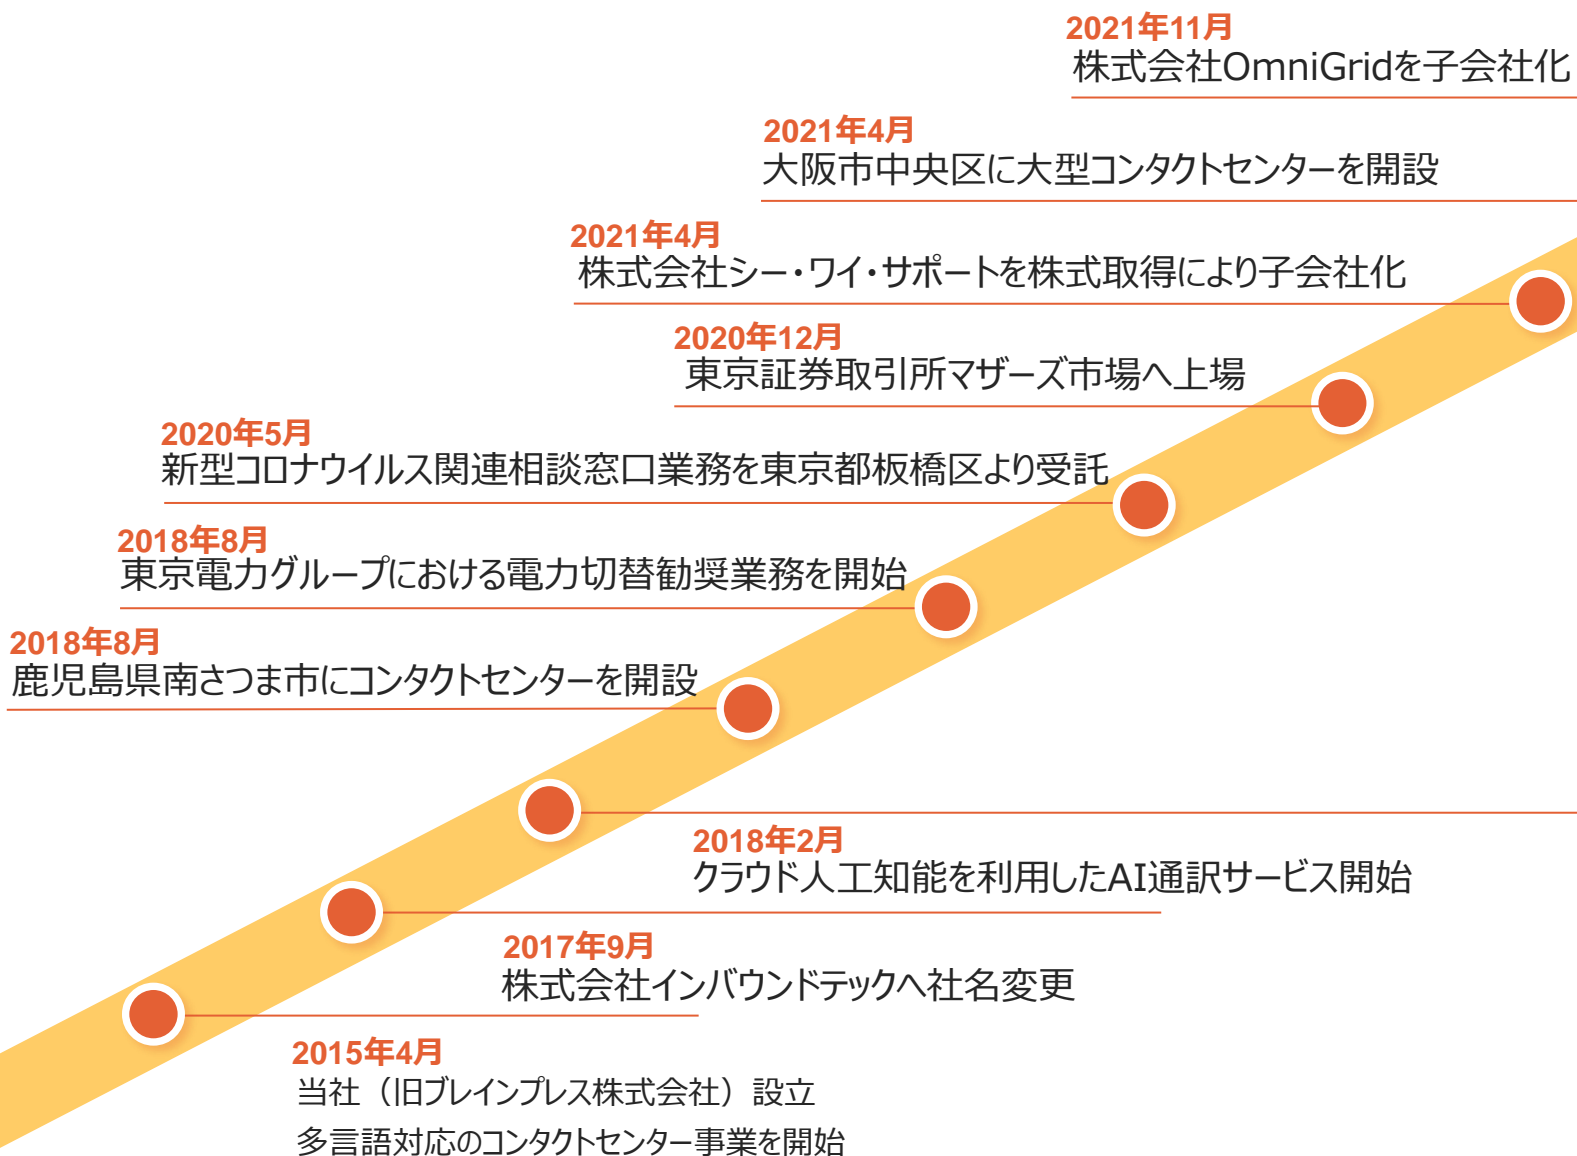 2021年11月
株式会社OmniGridを子会社化
2021年4月
大阪市中央区に大型コンタクトセンターを開設
2021年4月
株式会社シー・ワイ・サポートを株式取得により子会社化
2020年12月
東京証券取引所マザーズ市場へ上場
2020年5月
新型コロナウイルス関連相談窓口業務を東京都板橋区より受託
2018年8月
東京電力グループにおける電力切替勧奨業務を開始
2018年8月
鹿児島県南さつま市にコンタクトセンターを開設
2018年2月
クラウド人工知能を利用したAI通訳サービス開始
2017年9月
株式会社インバウンドテックへ社名変更
2015年4月
当社（旧ブレインプレス株式会社）設立
多言語対応のコンタクトセンター事業を開始